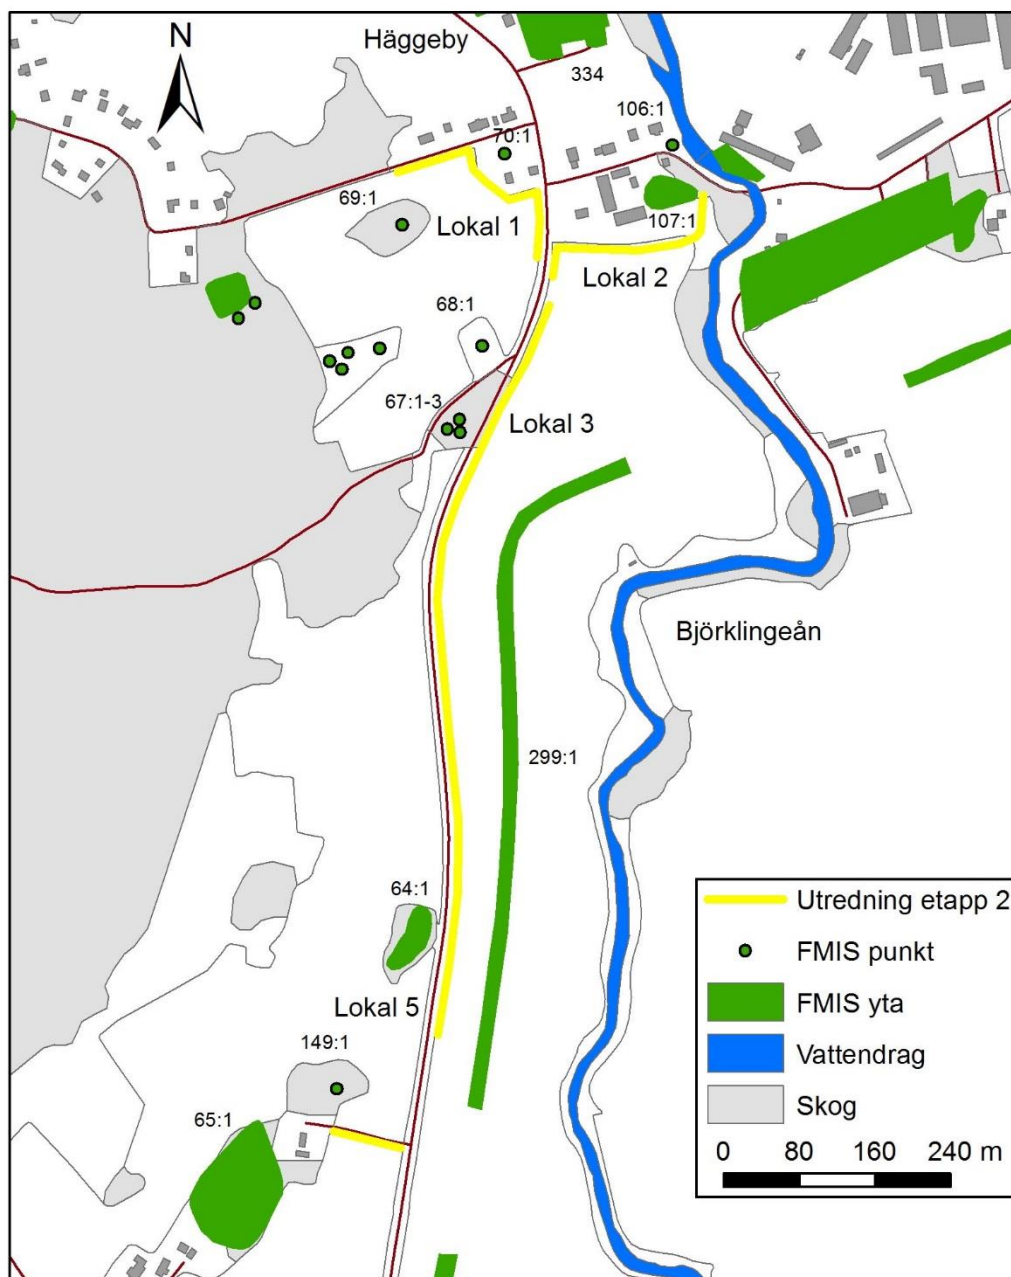 N
Häggeby
334
106:1
70:1
69:1
Lokal 1
107:1
Lokal 2
68:1
67:1-3
Lokal 3
Björklingeån
299:1
64:1
Lokal 5
149:1
65:1
Utredning etapp 2
FMIS punkt
FMIS yta
Vattendrag
Skog
0 80 160 240 m